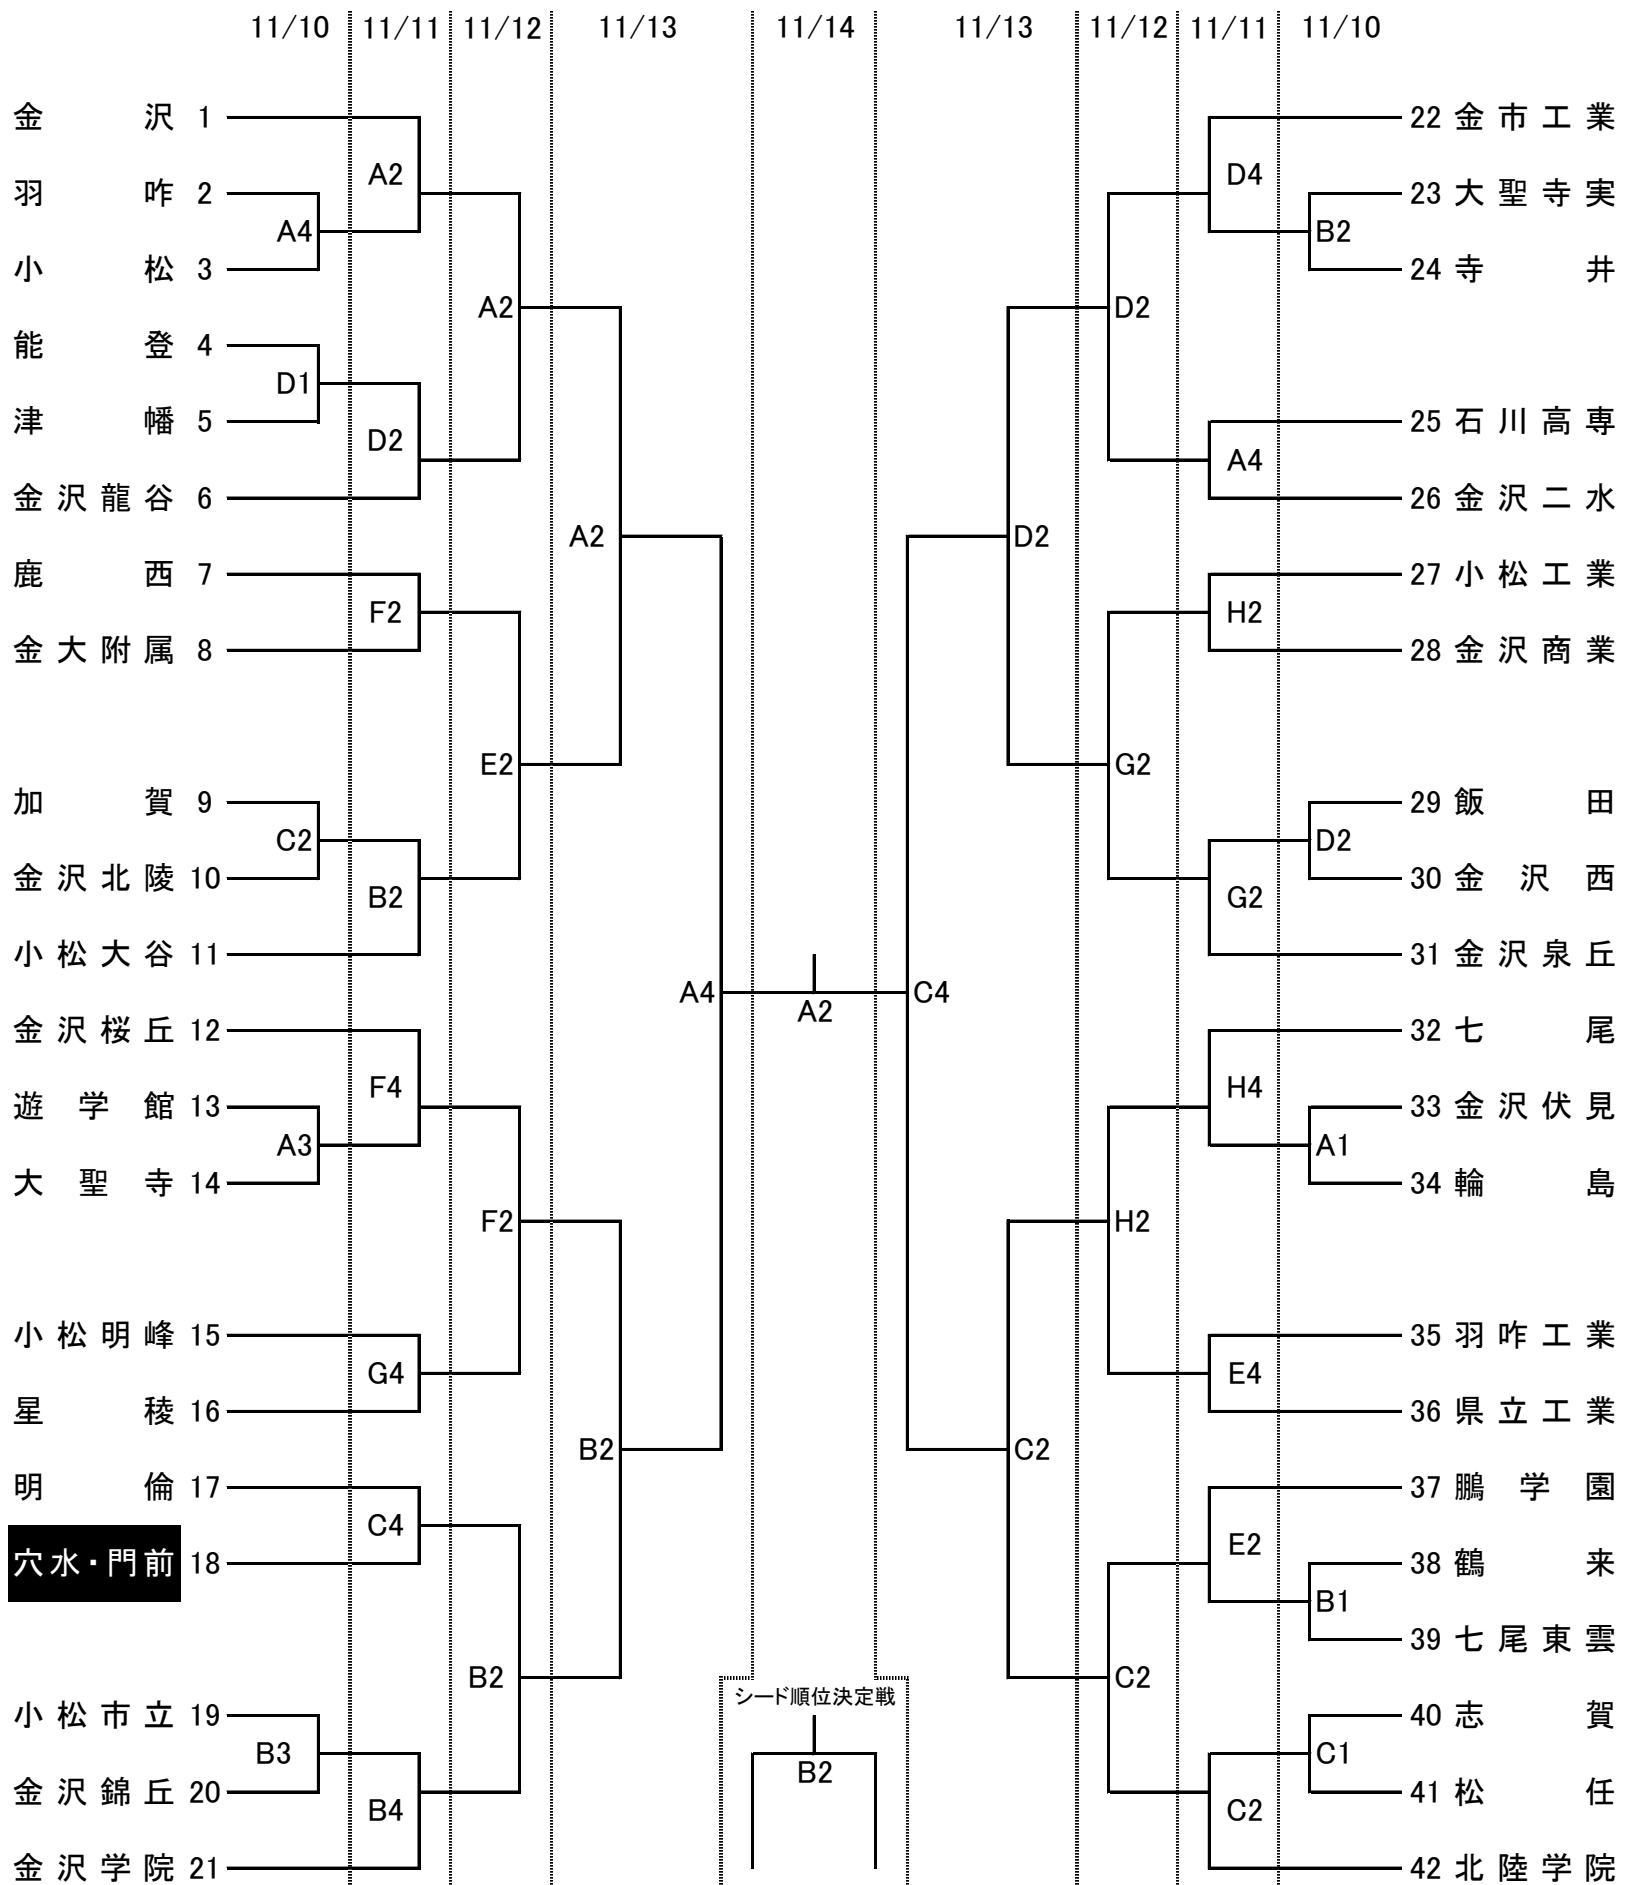 11/10 11/11 11/12 11/13 11/14 11/13 11/12 11/11 11/10
金沢 1
A2
羽咋 2
A4
小松 3
A2
能登 4
D1
津幡 5
D2
金沢龍谷 6
A2
鹿西 7
F2
金大附属 8
E2
加賀 9
C2
金沢北陵 10
B2
小松大谷 11
A4
金沢桜丘 12
F4
遊学館 13
A3
大聖寺 14
F2
小松明峰 15
G4
星稜 16
B2
明倫 17
C4
穴水・門前 18
B2
小松市立 19
B3
金沢錦丘 20
B4
金沢学院 21
A2
シード順位決定戦
B2
22 金市工業
D4
23 大聖寺実
B2
24 寺井
D2
25 石川高専
A4
26 金沢二水
D2
27 小松工業
H2
28 金沢商業
G2
29 飯田
D2
30 金沢西
G2
31 金沢泉丘
C4
32 七尾
H4
33 金沢伏見
A1
34 輪島
H2
35 羽咋工業
E4
36 県立工業
C2
37 鵬学園
E2
38 鶴来
B1
39 七尾東雲
C2
40 志賀
C1
41 松任
C2
42 北陸学院